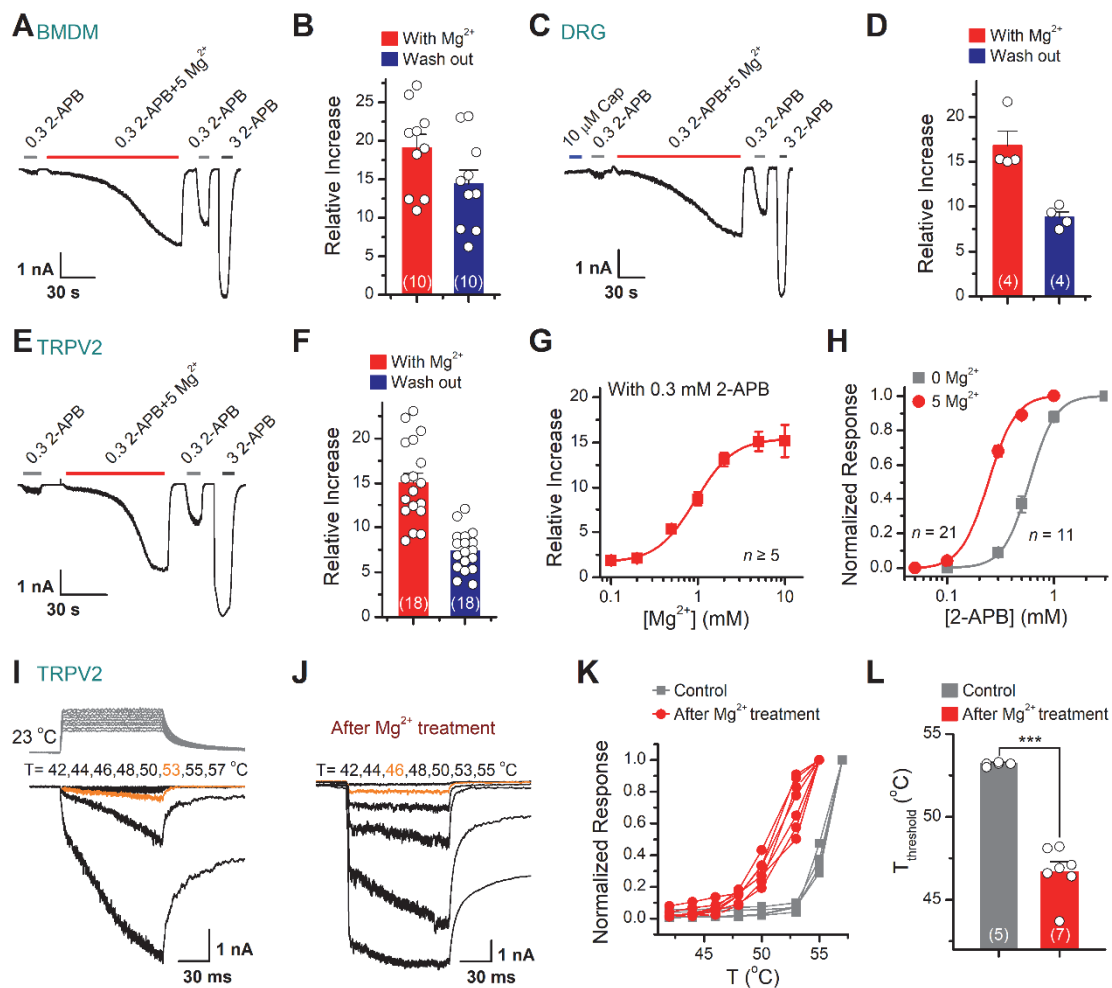 A BMDM
0.3 2-APB
0.3 2-APB+5 Mg²⁺
0.3 2-APB
3 2-APB
1 nA
30 s
B
With Mg²⁺
Wash out
Relative Increase
25
20
15
10
5
0
(10) (10)
C DRG
10 μM Cap
0.3 2-APB
0.3 2-APB+5 Mg²⁺
0.3 2-APB
3 2-APB
1 nA
30 s
D
With Mg²⁺
Wash out
Relative Increase
20
15
10
5
0
(4) (4)
E TRPV2
0.3 2-APB
0.3 2-APB+5 Mg²⁺
0.3 2-APB
3 2-APB
1 nA
30 s
F
With Mg²⁺
Wash out
Relative Increase
25
20
15
10
5
0
(18) (18)
G
With 0.3 mM 2-APB
Relative Increase
20
15
10
5
0
n ≥ 5
0.1 1 10
[Mg²⁺] (mM)
H
0 Mg²⁺
5 Mg²⁺
Normalized Response
1.0
0.8
0.6
0.4
0.2
0.0
n = 21 n = 11
0.1 1
[2-APB] (mM)
I TRPV2
23 °C
T= 42,44,46,48,50,53,55,57 °C
1 nA
30 ms
J
After Mg²⁺ treatment
T= 42,44,46,48,50,53,55 °C
1 nA
30 ms
K
Control
After Mg²⁺ treatment
Normalized Response
1.0
0.8
0.6
0.4
0.2
0.0
45 50 55
T (°C)
L
Control
After Mg²⁺ treatment
T threshold (°C)
55
45
***
(5) (7)